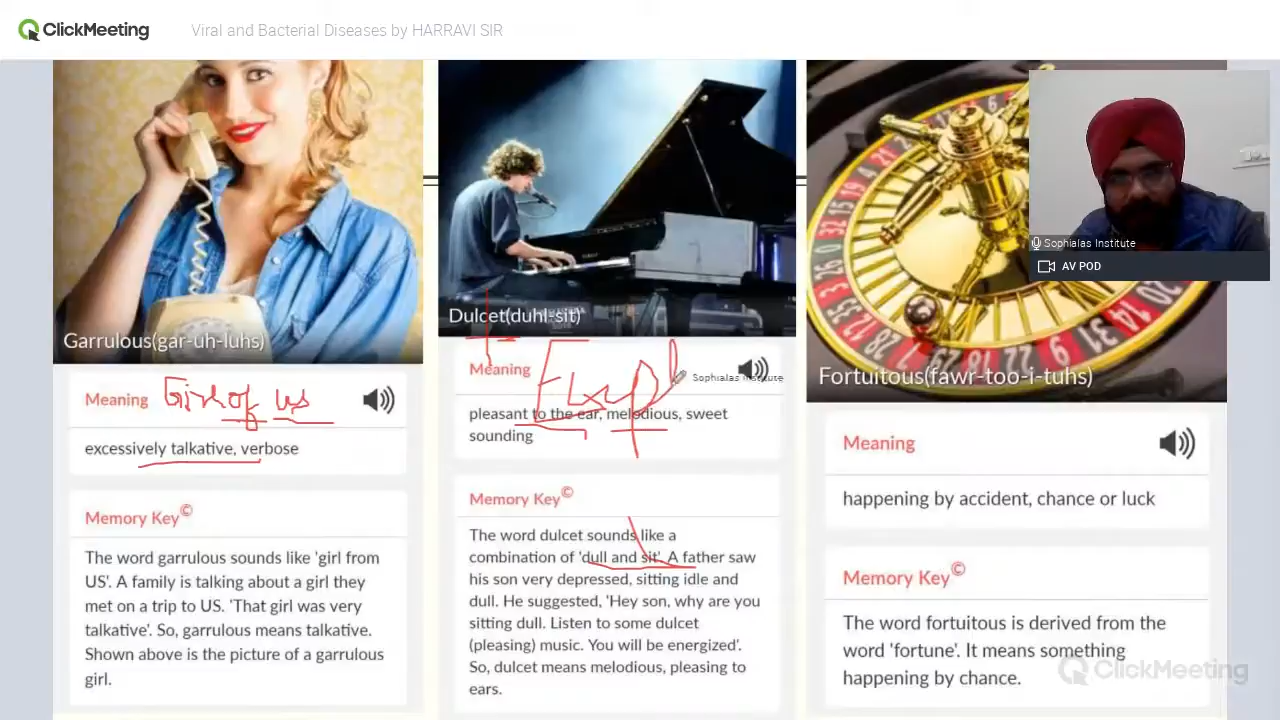 ClickMeeting
Viral and Bacterial Diseases by HARRAVI SIR
Garrulous(gar-uh-luhs)
Meaning
Girl of us
excessively talkative, verbose
Memory Key©
The word garrulous sounds like 'girl from
US'. A family is talking about a girl they
met on a trip to US. 'That girl was very
talkative'. So, garrulous means talkative.
Shown above is the picture of a garrulous
girl.
Dulcet(duhl-sit)
Meaning
Sophialas Institute
pleasant to the ear, melodious, sweet
sounding
Memory Key©
The word dulcet sounds like a
combination of 'dull and sit'. A father saw
his son very depressed, sitting idle and
dull. He suggested, 'Hey son, why are you
sitting dull. Listen to some dulcet
(pleasing) music. You will be energized'.
So, dulcet means melodious, pleasing to
ears.
Fortuitous(fawr-too-i-tuhs)
Meaning
happening by accident, chance or luck
Memory Key©
The word fortuitous is derived from the
word 'fortune'. It means something
happening by chance.
Sophialas Institute
AV POD
ClickMeeting